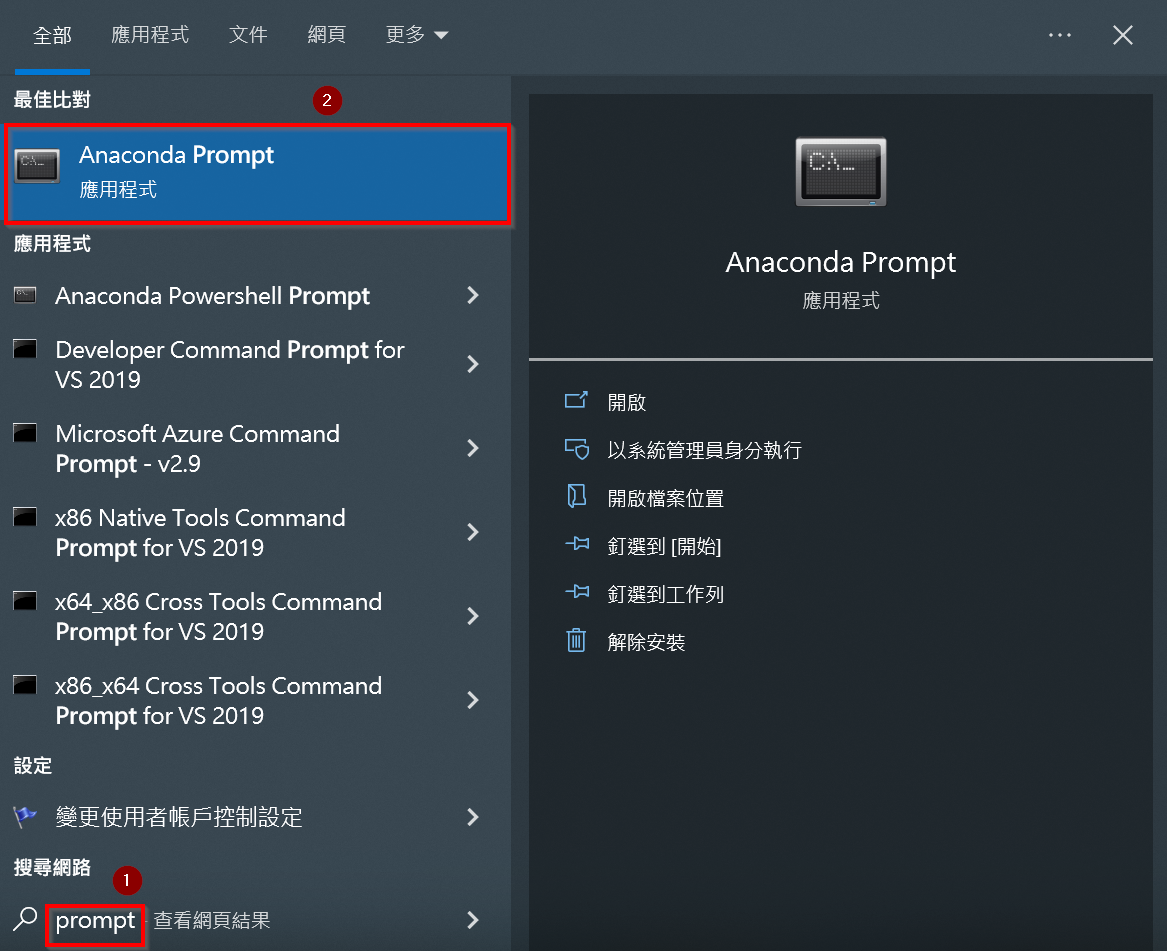 全部 應用程式 文件 網頁 更多 ...
最佳比對
2
Anaconda Prompt
應用程式
應用程式
Anaconda Powershell Prompt
Developer Command Prompt for
VS 2019
Microsoft Azure Command
Prompt - v2.9
x86 Native Tools Command
Prompt for VS 2019
x64_x86 Cross Tools Command
Prompt for VS 2019
x86_x64 Cross Tools Command
Prompt for VS 2019
設定
變更使用者帳戶控制設定
搜尋網路
1
prompt - 查看網頁結果
C:\_
Anaconda Prompt
應用程式
開啟
以系統管理員身分執行
開啟檔案位置
釘選到 [開始]
釘選到工作列
解除安裝